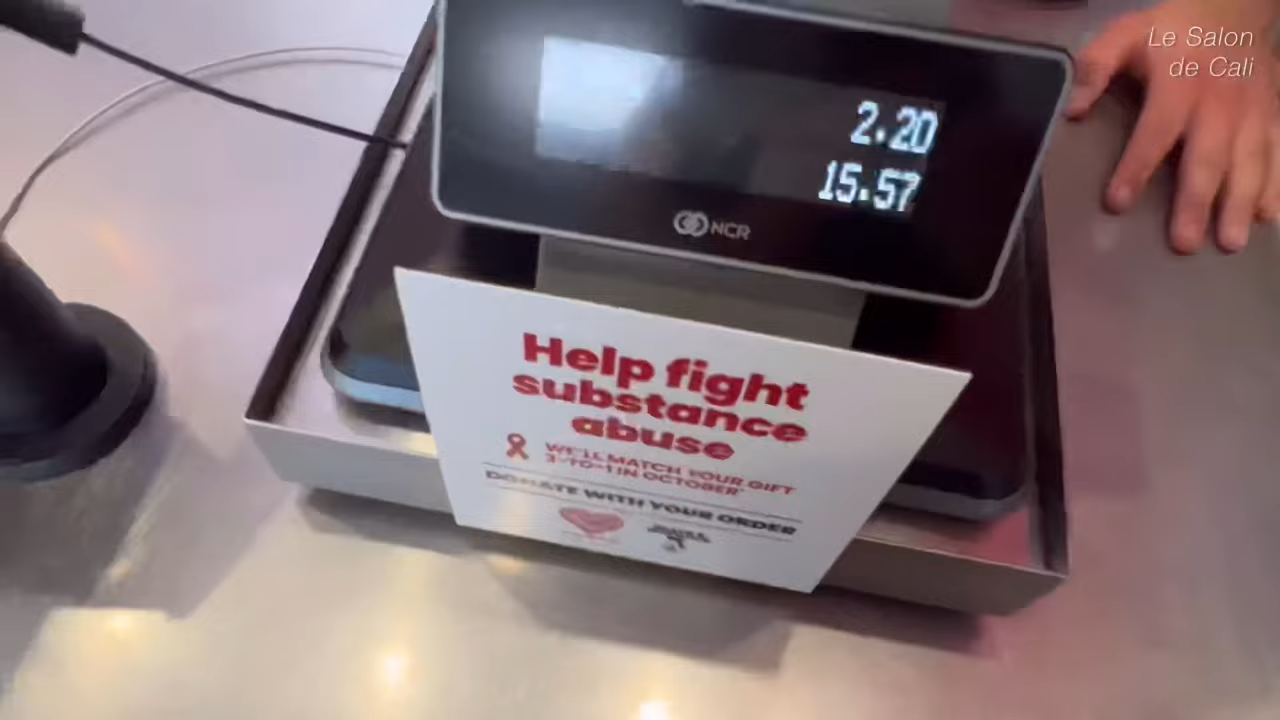 Le Salon
de Cali
2.20
15.57
NCR
Help fight
substance
abuse
WE'LL MATCH YOUR GIFT
3-TO-1 IN OCTOBER*
DONATE WITH YOUR ORDER